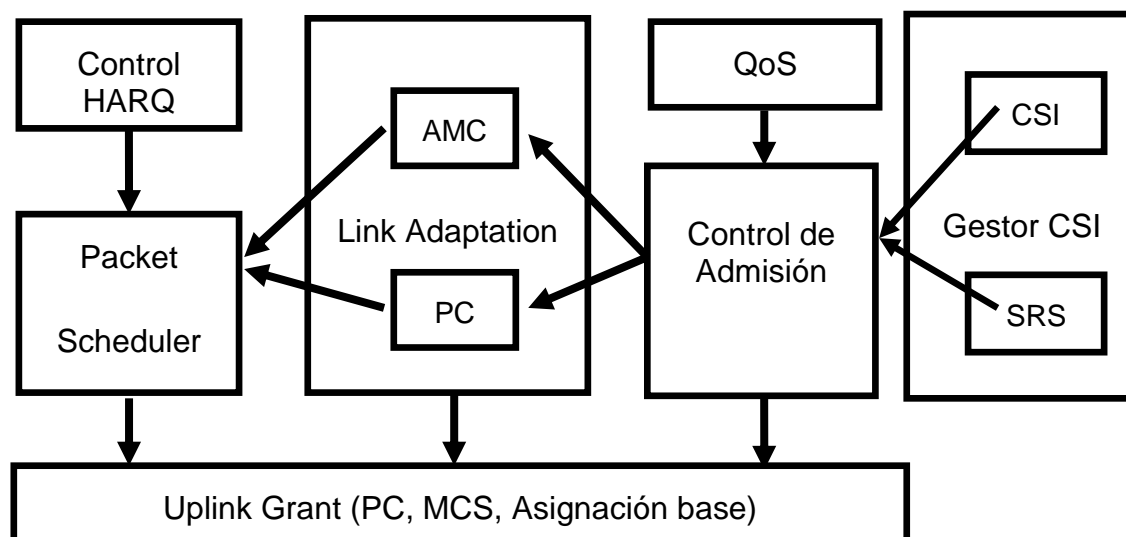 Control
HARQ
Packet
Scheduler
AMC
Link Adaptation
PC
QoS
Control de
Admisión
CSI
Gestor CSI
SRS
Uplink Grant (PC, MCS, Asignación base)